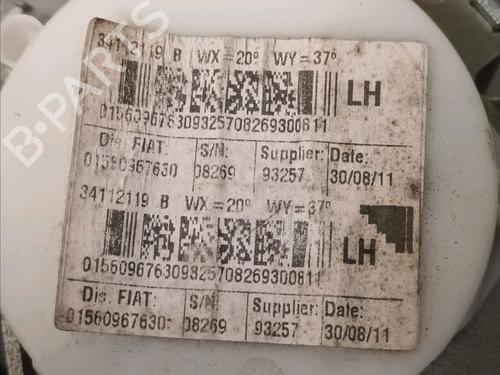 34112119 B WX = 20° WY = 37°
LH
01560967630932570826930081 1
Dis. FIAT: S/N: Supplier: Date:
01560967630 08269 93257 30/08/11
34112119 B WX = 20° WY = 37°
LH
01560967630932570826930081 1
Dis. FIAT: S/N: Supplier: Date:
01560967630 08269 93257 30/08/11
B-PARTS